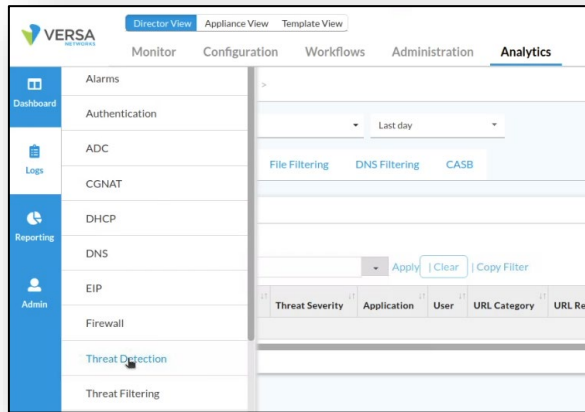 VERSA
NETWORKS
Director View Appliance View Template View
Monitor Configuration Workflows Administration Analytics
Dashboard
Logs
Reporting
Admin
Alarms
Authentication
ADC
CGNAT
DHCP
DNS
EIP
Firewall
Threat Detection
Threat Filtering
>
Last day
File Filtering DNS Filtering CASB
Apply | Clear | Copy Filter
Threat Severity Application User URL Category URL Re